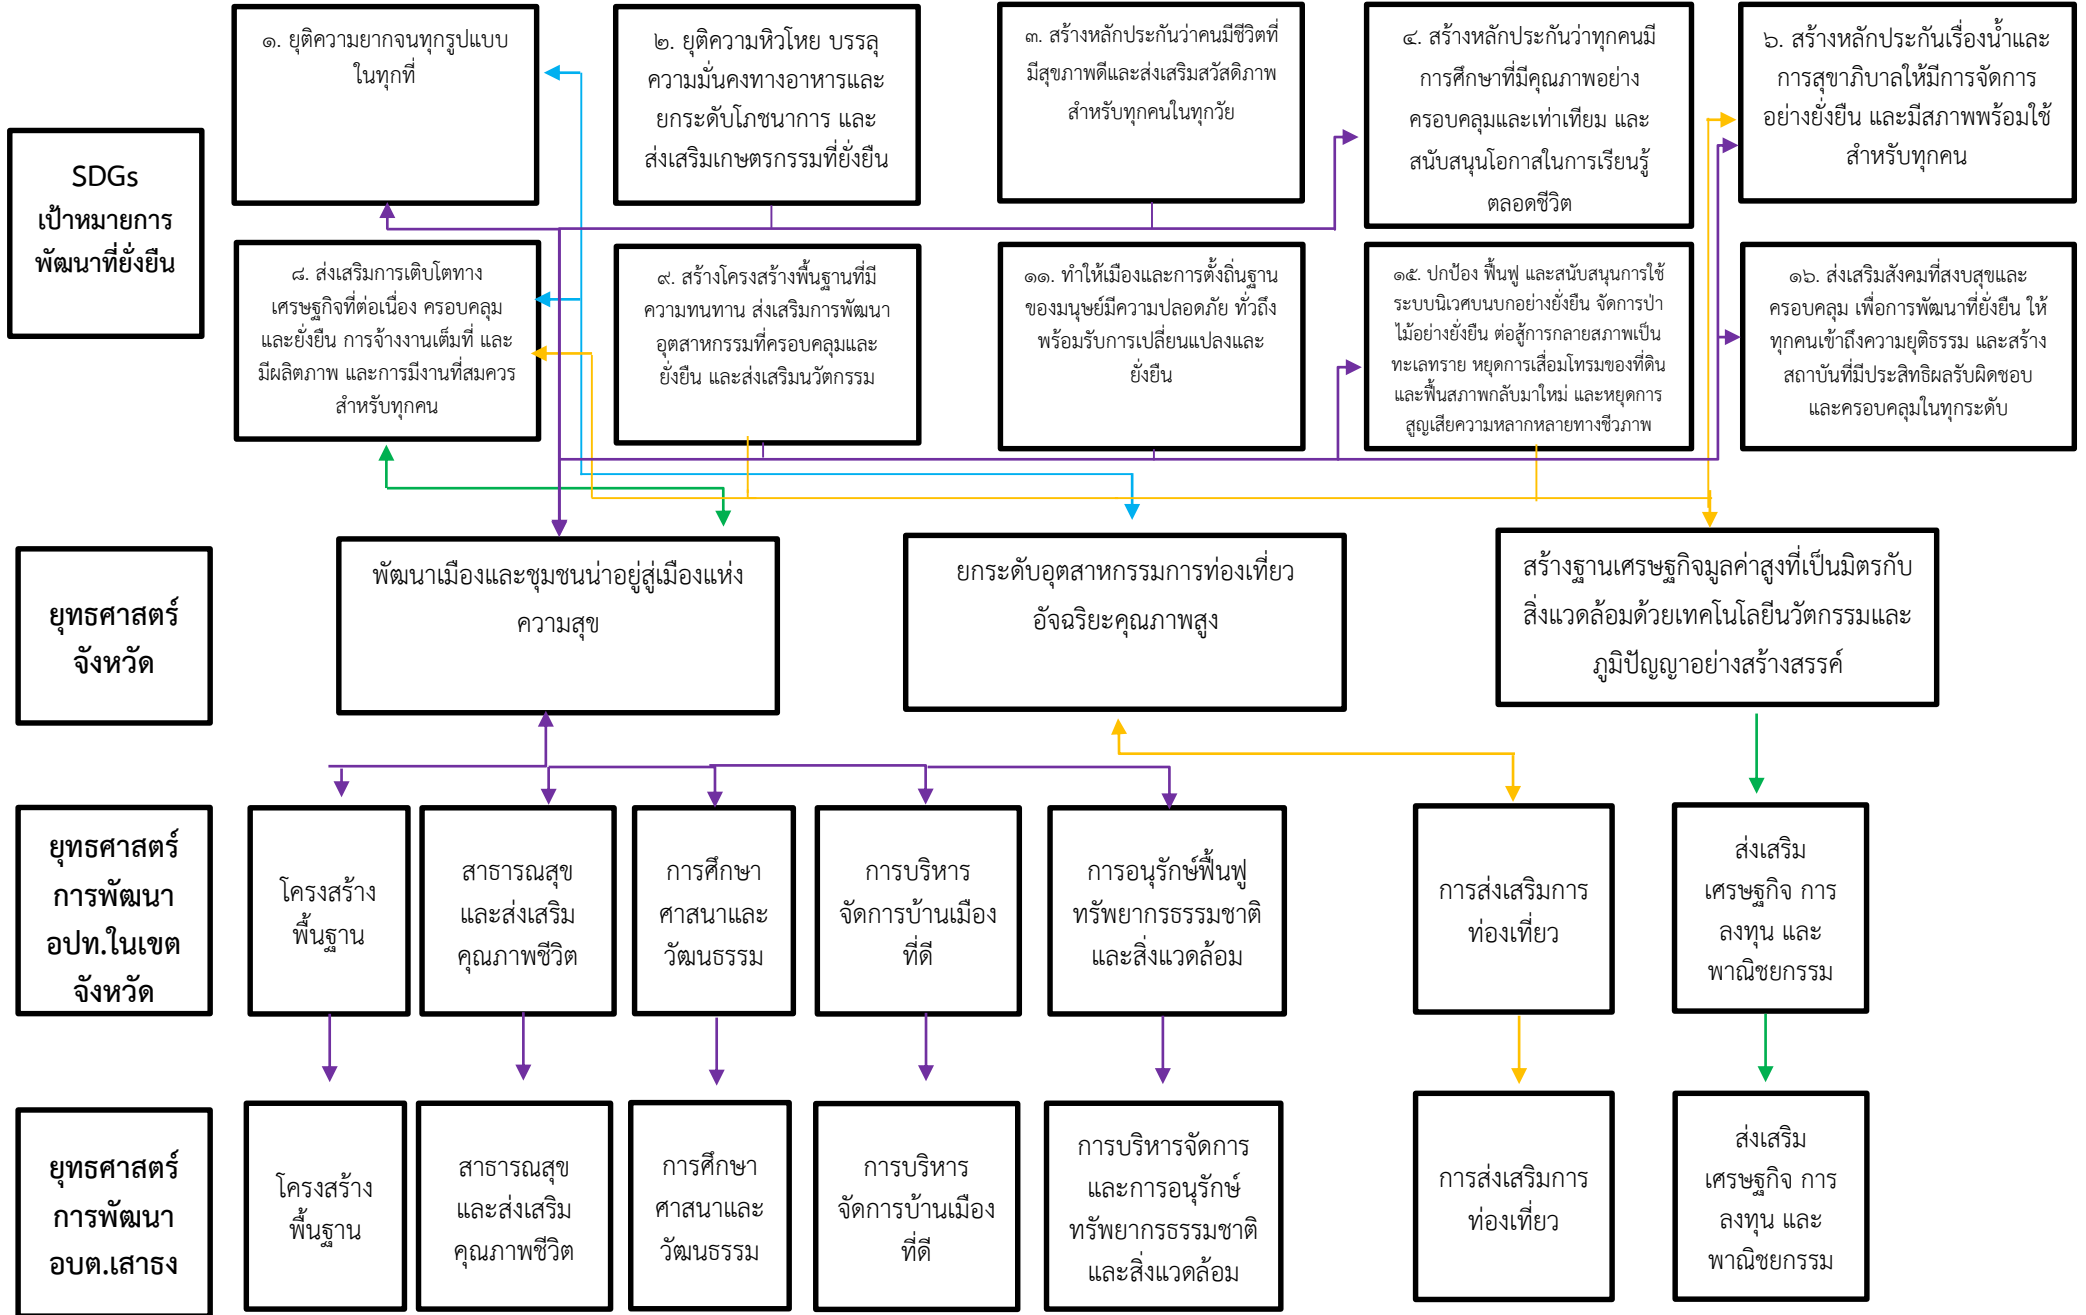 SDGs
เป้าหมายการ
พัฒนาที่ยั่งยืน
๑. ยุติความยากจนทุกรูปแบบ
ในทุกที่
๒. ยุติความหิวโหย บรรลุ
ความมั่นคงทางอาหารและ
ยกระดับโภชนาการ และ
ส่งเสริมเกษตรกรรมที่ยั่งยืน
๓. สร้างหลักประกันว่าคนมีชีวิตที่
มีสุขภาพดีและส่งเสริมสวัสดิภาพ
สำหรับทุกคนในทุกวัย
๔. สร้างหลักประกันว่าทุกคนมี
การศึกษาที่มีคุณภาพอย่าง
ครอบคลุมและเท่าเทียม และ
สนับสนุนโอกาสในการเรียนรู้
ตลอดชีวิต
๖. สร้างหลักประกันเรื่องน้ำและ
การสุขาภิบาลให้มีการจัดการ
อย่างยั่งยืน และมีสภาพพร้อมใช้
สำหรับทุกคน
๘. ส่งเสริมการเติบโตทาง
เศรษฐกิจที่ต่อเนื่อง ครอบคลุม
และยั่งยืน การจ้างงานเต็มที่ และ
มีผลิตภาพ และการมีงานที่สมควร
สำหรับทุกคน
๙. สร้างโครงสร้างพื้นฐานที่มี
ความทนทาน ส่งเสริมการพัฒนา
อุตสาหกรรมที่ครอบคลุมและ
ยั่งยืน และส่งเสริมนวัตกรรม
๑๑. ทำให้เมืองและการตั้งถิ่นฐาน
ของมนุษย์มีความปลอดภัย ทั่วถึง
พร้อมรับการเปลี่ยนแปลงและ
ยั่งยืน
๑๕. ปกป้อง ฟื้นฟู และสนับสนุนการใช้
ระบบนิเวศบนบกอย่างยั่งยืน จัดการป่า
ไม้อย่างยั่งยืน ต่อสู้การกลายสภาพเป็น
ทะเลทราย หยุดการเสื่อมโทรมของที่ดิน
และฟื้นสภาพกลับมาใหม่ และหยุดการ
สูญเสียความหลากหลายทางชีวภาพ
๑๖. ส่งเสริมสังคมที่สงบสุขและ
ครอบคลุม เพื่อการพัฒนาที่ยั่งยืน ให้
ทุกคนเข้าถึงความยุติธรรม และสร้าง
สถาบันที่มีประสิทธิผลรับผิดชอบ
และครอบคลุมในทุกระดับ
ยุทธศาสตร์
จังหวัด
พัฒนาเมืองและชุมชนน่าอยู่สู่เมืองแห่ง
ความสุข
ยกระดับอุตสาหกรรมการท่องเที่ยว
อัจฉริยะคุณภาพสูง
สร้างฐานเศรษฐกิจมูลค่าสูงที่เป็นมิตรกับ
สิ่งแวดล้อมด้วยเทคโนโลยีนวัตกรรมและ
ภูมิปัญญาอย่างสร้างสรรค์
ยุทธศาสตร์
การพัฒนา
อปท.ในเขต
จังหวัด
โครงสร้าง
พื้นฐาน
สาธารณสุข
และส่งเสริม
คุณภาพชีวิต
การศึกษา
ศาสนาและ
วัฒนธรรม
การบริหาร
จัดการบ้านเมือง
ที่ดี
การอนุรักษ์ฟื้นฟู
ทรัพยากรธรรมชาติ
และสิ่งแวดล้อม
การส่งเสริมการ
ท่องเที่ยว
ส่งเสริม
เศรษฐกิจ การ
ลงทุน และ
พาณิชยกรรม
ยุทธศาสตร์
การพัฒนา
อบต.เสาธง
โครงสร้าง
พื้นฐาน
สาธารณสุข
และส่งเสริม
คุณภาพชีวิต
การศึกษา
ศาสนาและ
วัฒนธรรม
การบริหาร
จัดการบ้านเมือง
ที่ดี
การบริหารจัดการ
และการอนุรักษ์
ทรัพยากรธรรมชาติ
และสิ่งแวดล้อม
การส่งเสริมการ
ท่องเที่ยว
ส่งเสริม
เศรษฐกิจ การ
ลงทุน และ
พาณิชยกรรม